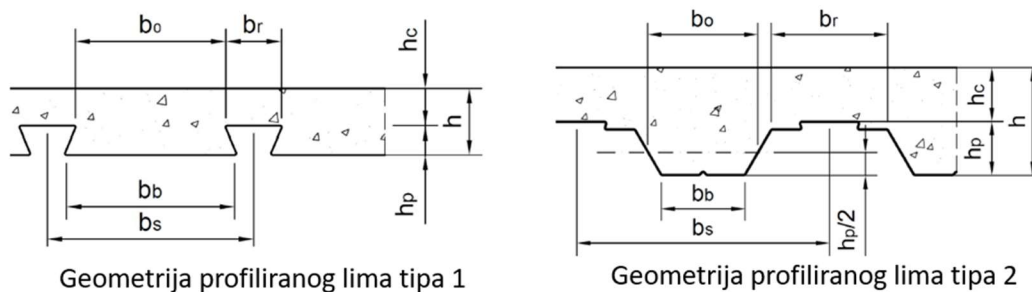 b₀ bᵣ hc
h
bb
bs hp
Geometrija profiliranog lima tipa 1
b₀ bᵣ
hc h
hp
bb
bs hp/2
Geometrija profiliranog lima tipa 2